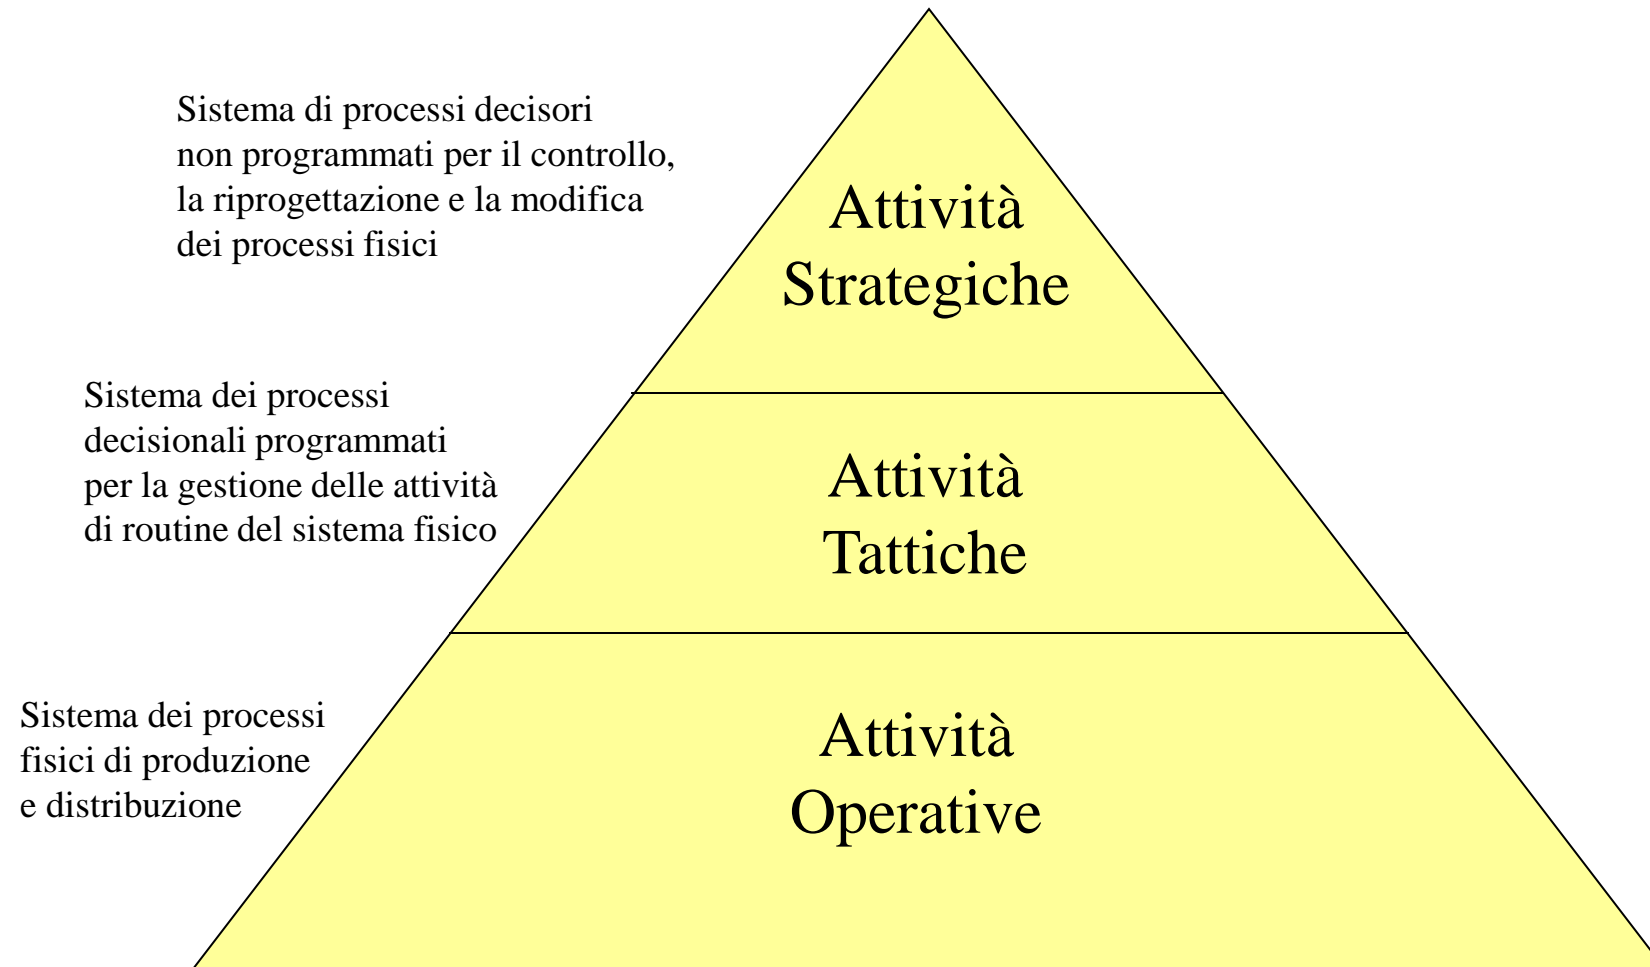 Sistema di processi decisori
non programmati per il controllo,
la riprogettazione e la modifica
dei processi fisici
Attività
Strategiche
Sistema dei processi
decisionali programmati
per la gestione delle attività
di routine del sistema fisico
Attività
Tattiche
Sistema dei processi
fisici di produzione
e distribuzione
Attività
Operative